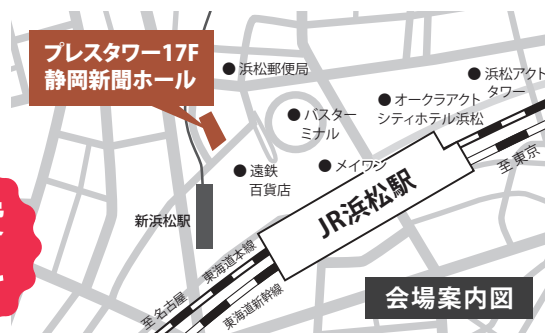 プレスタワー17F
静岡新聞ホール
●浜松郵便局
●バスター
ミナル
●オークラアクト
シティホテル浜松
●浜松アクト
タワー
●遠鉄
百貨店
●メイワン
新浜松駅
JR浜松駅
至東京
東海道本線
至名古屋
東海道新幹線
会場案内図